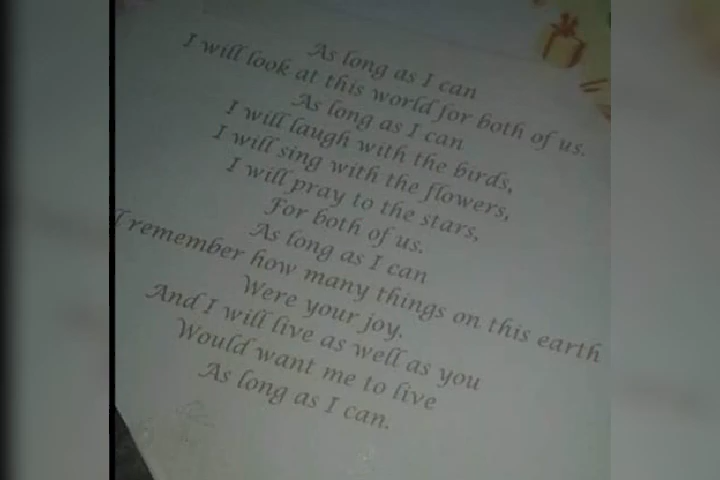 As long as I can
I will look at this world for both of us.
As long as I can
I will laugh with the birds,
I will sing with the flowers,
I will pray to the stars,
For both of us.
As long as I can
I remember how many things on this earth
Were your joy.
And I will live as well as you
Would want me to live
As long as I can.